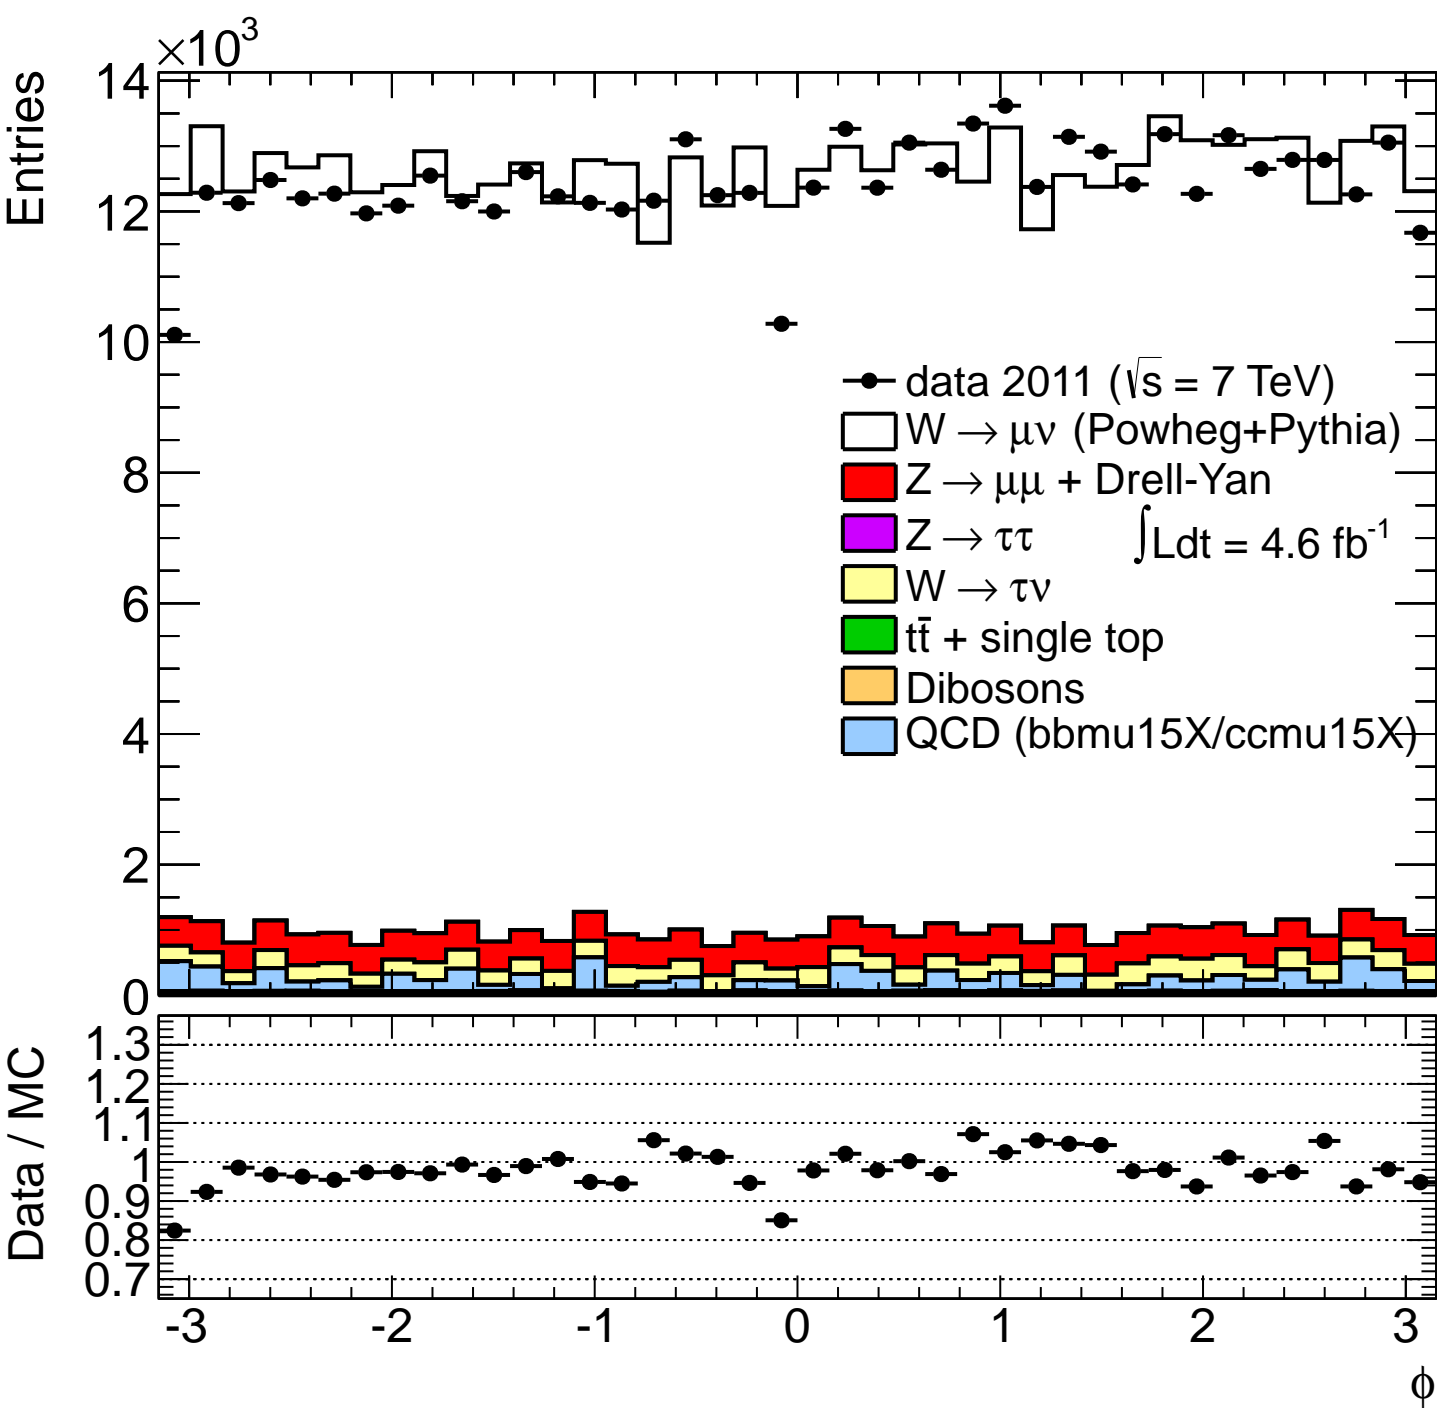 ×10³
Entries
14
12
10
8
6
4
2
0
data 2011 (√s = 7 TeV)
W → μν (Powheg+Pythia)
Z → μμ + Drell-Yan
Z → ττ
∫Ldt = 4.6 fb⁻¹
W → τν
tt̄ + single top
Dibosons
QCD (bbmu15X/ccmu15X)
Data / MC
1.3
1.2
1.1
1
0.9
0.8
0.7
-3 -2 -1 0 1 2 3
ϕ